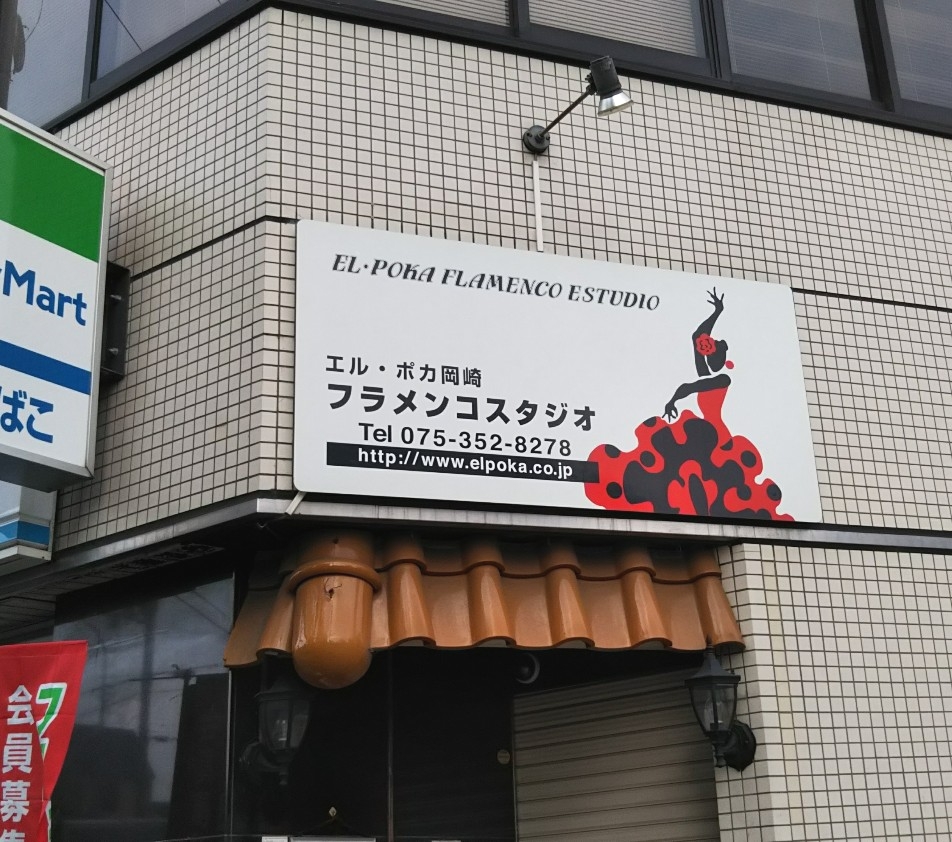 EL·POKA FLAMENCO ESTUDIO
エル・ポカ岡崎
フラメンコスタジオ
Tel 075-352-8278
http://www.elpoka.co.jp
Mart
ばこ
会員募